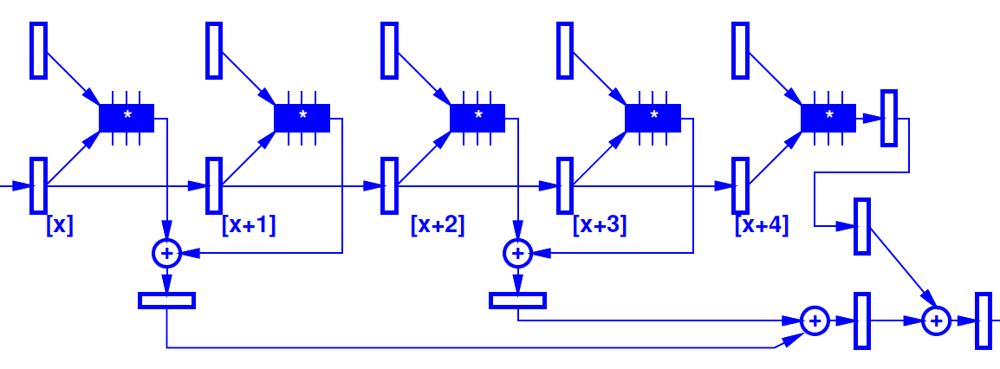 * * * * *
[x] [x+1] [x+2] [x+3] [x+4]
+ +
+ +